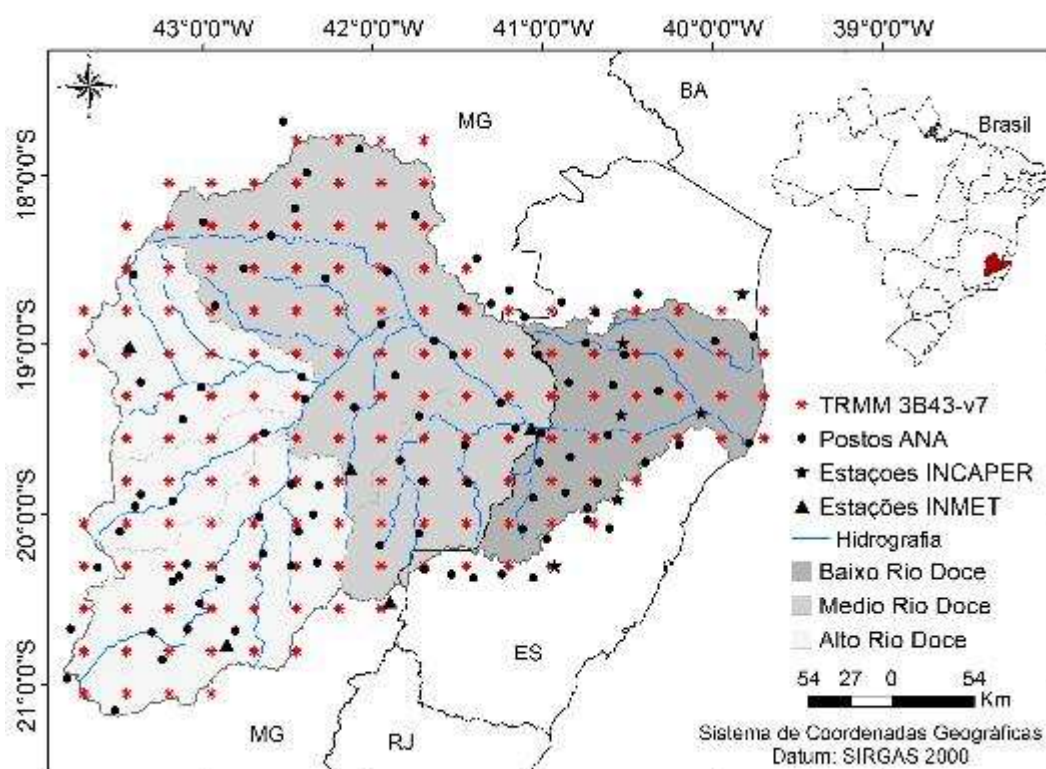 43°0'0"W 42°0'0"W 41°0'0"W 40°0'0"W 39°0'0"W
18°0'0"S
19°0'0"S
20°0'0"S
21°0'0"S
BA
MG
Brasil
ES
MG
RJ
TRMM 3B43-v7
Postos ANA
Estaçoes INCAPER
Estações INMET
Hidrografia
Baixo Rio Doce
Medio Rio Doce
Alto Rio Doce
54 27 0 54
Km
Sistema de Coordenadas Geográficas
Datum: SIRGAS 2000